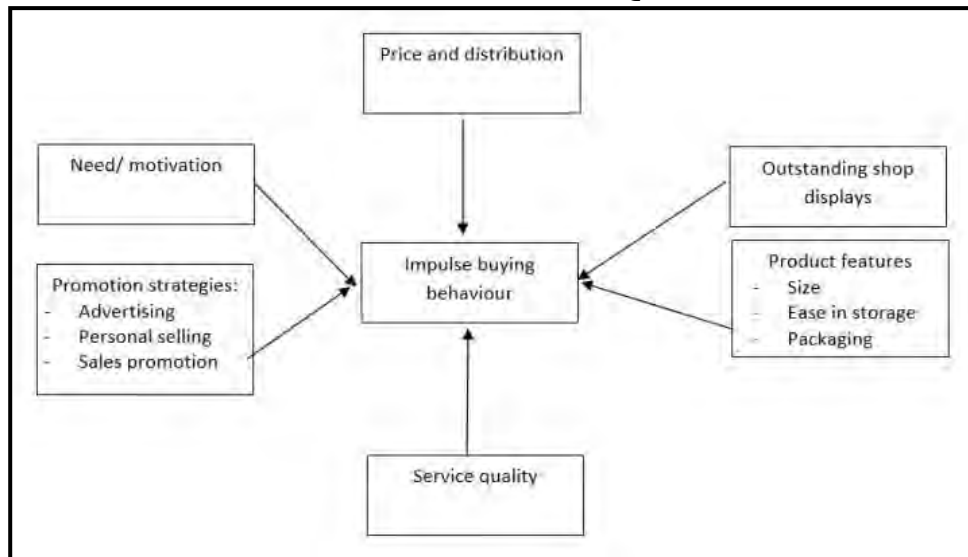 Price and distribution
Need/ motivation
Outstanding shop
displays
Impulse buying
behaviour
Promotion strategies:
- Advertising
- Personal selling
- Sales promotion
Product features
- Size
- Ease in storage
- Packaging
Service quality